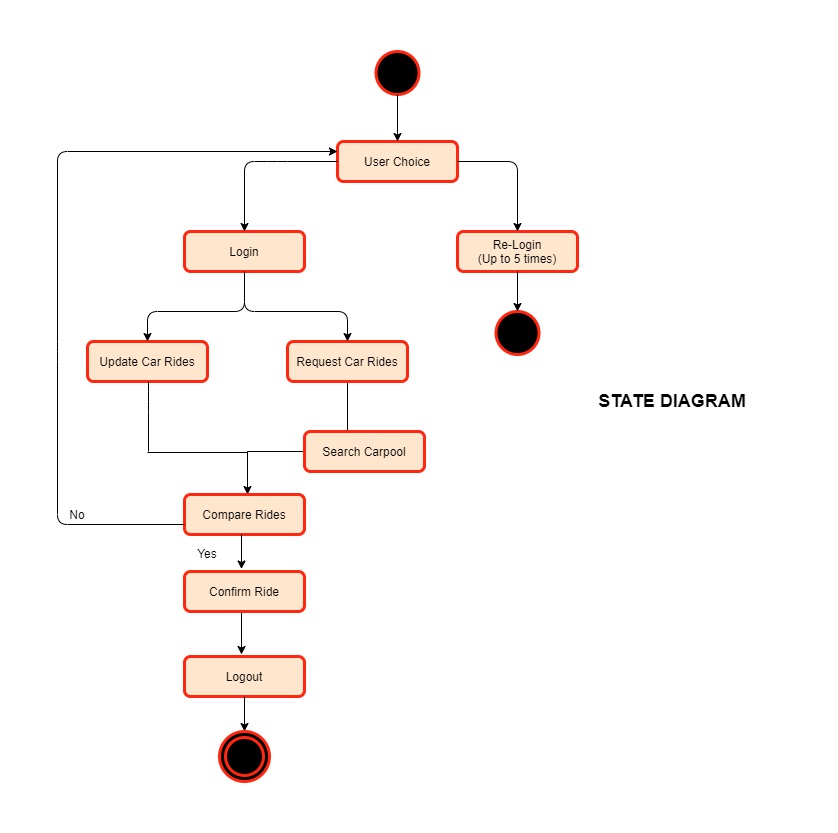 User Choice
Login
Re-Login
(Up to 5 times)
Update Car Rides
Request Car Rides
STATE DIAGRAM
Search Carpool
No
Compare Rides
Yes
Confirm Ride
Logout